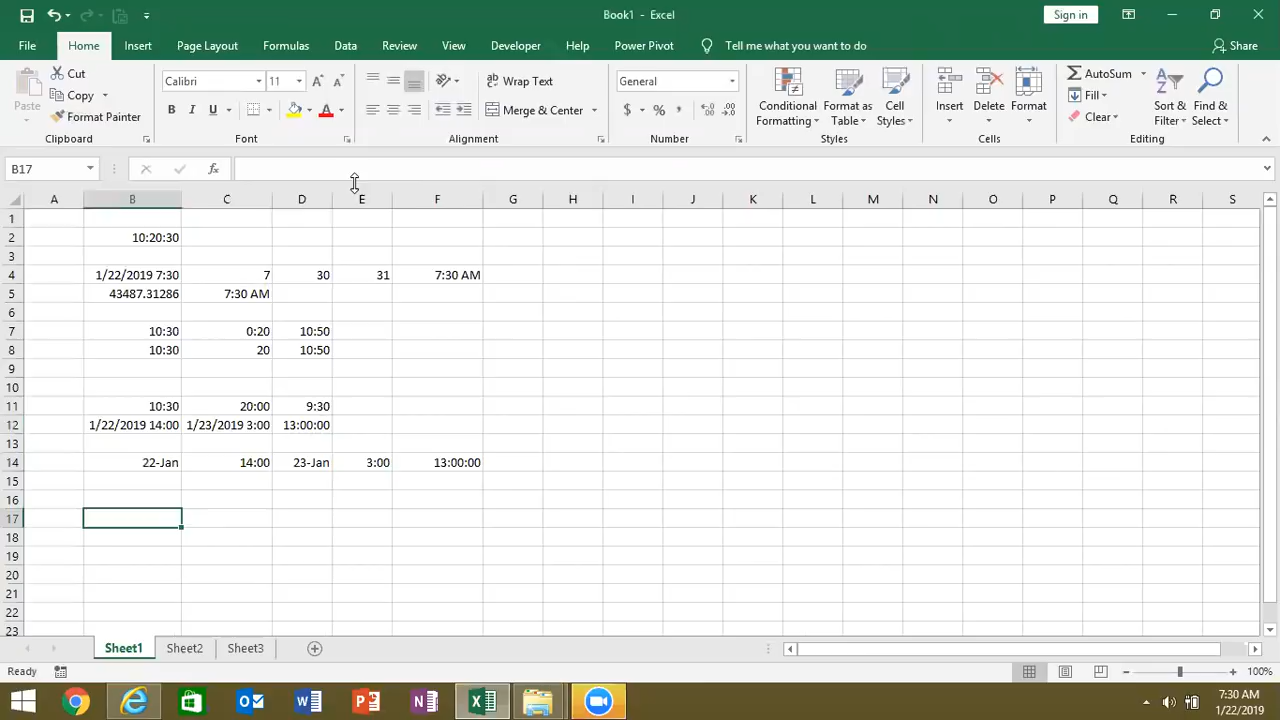 Book1 - Excel
Sign in
File Home Insert Page Layout Formulas Data Review View Developer Help Power Pivot Tell me what you want to do Share
Paste
Cut
Copy
Format Painter
Clipboard
Calibri 11
B I U
Font
Wrap Text
Merge & Center
Alignment
General
$ % ,
Number
Conditional Formatting
Format as Table
Cell Styles
Styles
Insert Delete Format
Cells
AutoSum
Fill
Clear
Sort & Filter
Find & Select
Editing
B17 fx
A B C D E F G H I J K L M N O P Q R S
1
2 10:20:30
3
4 1/22/2019 7:30 7 30 31 7:30 AM
5 43487.31286 7:30 AM
6
7 10:30 0:20 10:50
8 10:30 20 10:50
9
10
11 10:30 20:00 9:30
12 1/22/2019 14:00 1/23/2019 3:00 13:00:00
13
14 22-Jan 14:00 23-Jan 3:00 13:00:00
15
16
17
18
19
20
21
22
23
Sheet1 Sheet2 Sheet3
Ready 100%
7:30 AM
1/22/2019